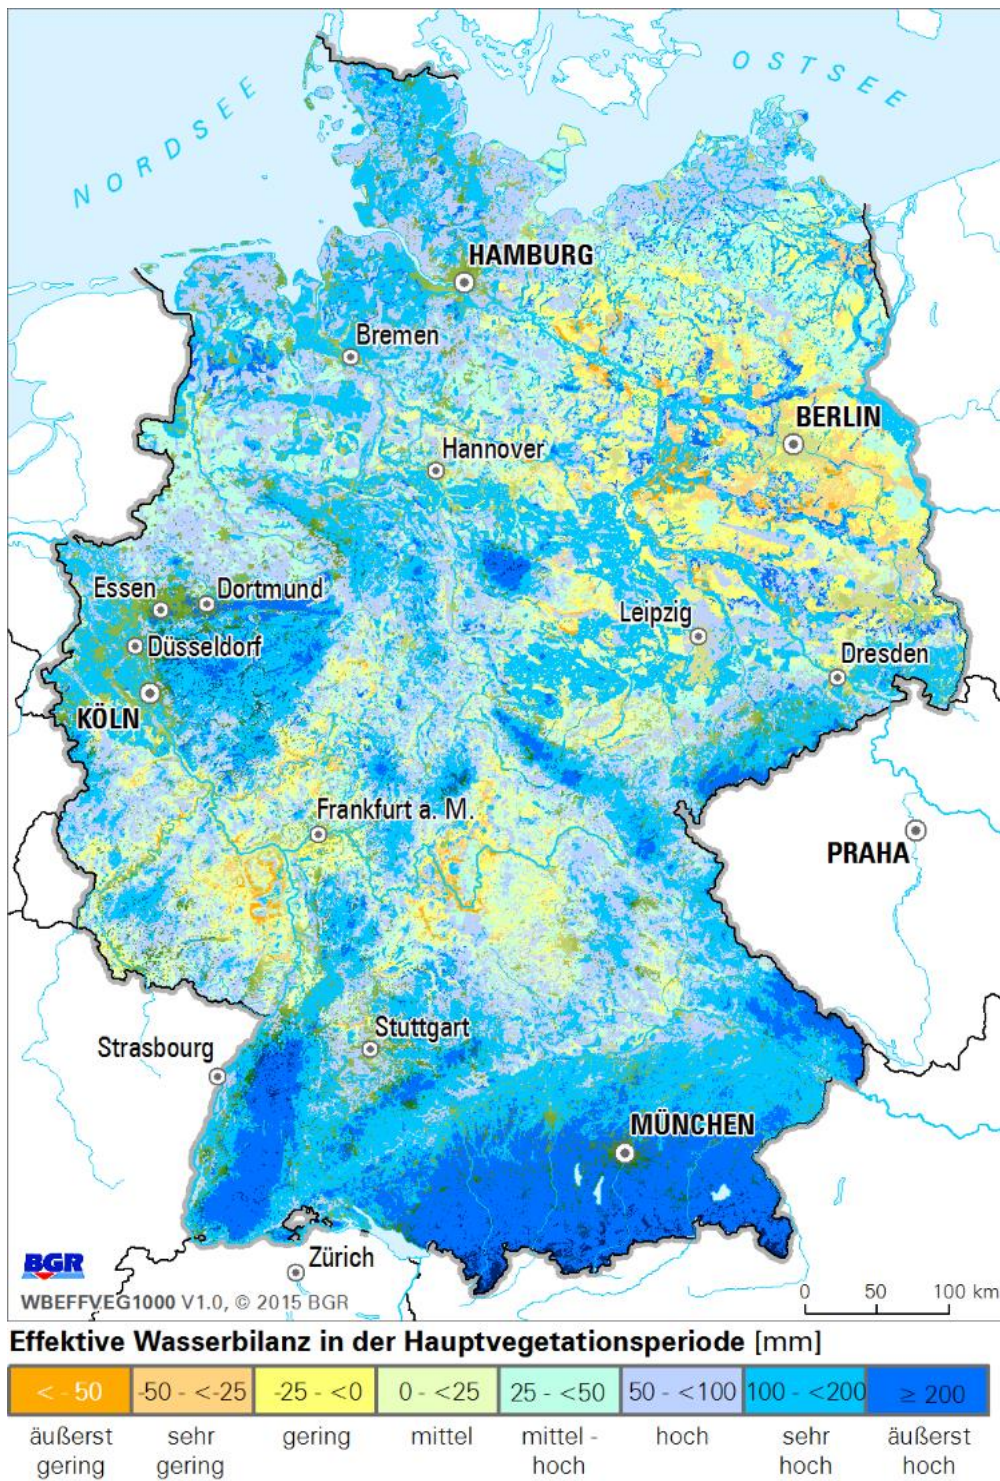 NORDSEE
OSTSEE
HAMBURG
Bremen
BERLIN
Hannover
Essen
Dortmund
Leipzig
Düsseldorf
Dresden
KÖLN
Frankfurt a. M.
PRAHA
Stuttgart
Strasbourg
MÜNCHEN
Zürich
BGR
WBEFFVEG1000 V1.0, © 2015 BGR
0 50 100 km
Effektive Wasserbilanz in der Hauptvegetationsperiode [mm]
< - 50 -50 - <-25 -25 - <0 0 - <25 25 - <50 50 - <100 100 - <200 ≥ 200
äußerst sehr gering mittel mittel - hoch sehr äußerst
gering gering hoch hoch hoch